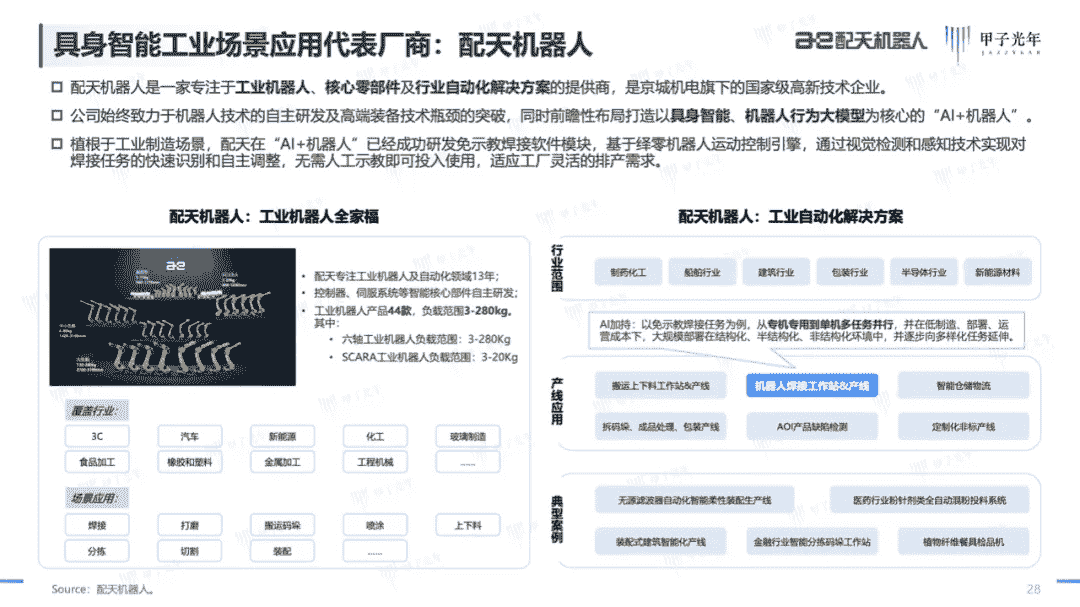 具身智能工业场景应用代表厂商：配天机器人
ae配天机器人
甲子光年
JAZZYEAR
配天机器人是一家专注于工业机器人、核心零部件及行业自动化解决方案的提供商，是京城机电旗下的国家级高新技术企业。
公司始终致力于机器人技术的自主研发及高端装备技术瓶颈的突破，同时前瞻性布局打造以具身智能、机器人行为大模型为核心的“AI+机器人”。
植根于工业制造场景，配天在“AI+机器人”已经成功研发免示教焊接软件模块，基于绎零机器人运动控制引擎，通过视觉检测和感知技术实现对
焊接任务的快速识别和自主调整，无需人工示教即可投入使用，适应工厂灵活的排产需求。
配天机器人：工业机器人全家福
ae
配天专注工业机器人及自动化领域13年；
控制器、伺服系统等智能核心部件自主研发；
工业机器人产品44款，负载范围3-280kg，
其中：
六轴工业机器人负载范围：3-280Kg
SCARA工业机器人负载范围：3-20Kg
覆盖行业：
3C 汽车 新能源 化工 玻璃制造
食品加工 橡胶和塑料 金属加工 工程机械 ……
场景应用：
焊接 打磨 搬运码垛 喷涂 上下料
分拣 切割 装配 ……
配天机器人：工业自动化解决方案
行业范围
制药化工 船舶行业 建筑行业 包装行业 半导体行业 新能源材料
AI加持：以免示教焊接任务为例，从专机专用到单机多任务并行，并在低制造、部署、运
营成本下，大规模部署在结构化、半结构化、非结构化环境中，并逐步向多样化任务延伸。
产线应用
搬运上下料工作站&产线 机器人焊接工作站&产线 智能仓储物流
拆码垛、成品处理、包装产线 AOI产品缺陷检测 定制化非标产线
典型案例
无源滤波器自动化智能柔性装配生产线 医药行业粉针剂类全自动混粉投料系统
装配式建筑智能化产线 金融行业智能分拣码垛工作站 植物纤维餐具检品机
Source：配天机器人。
28